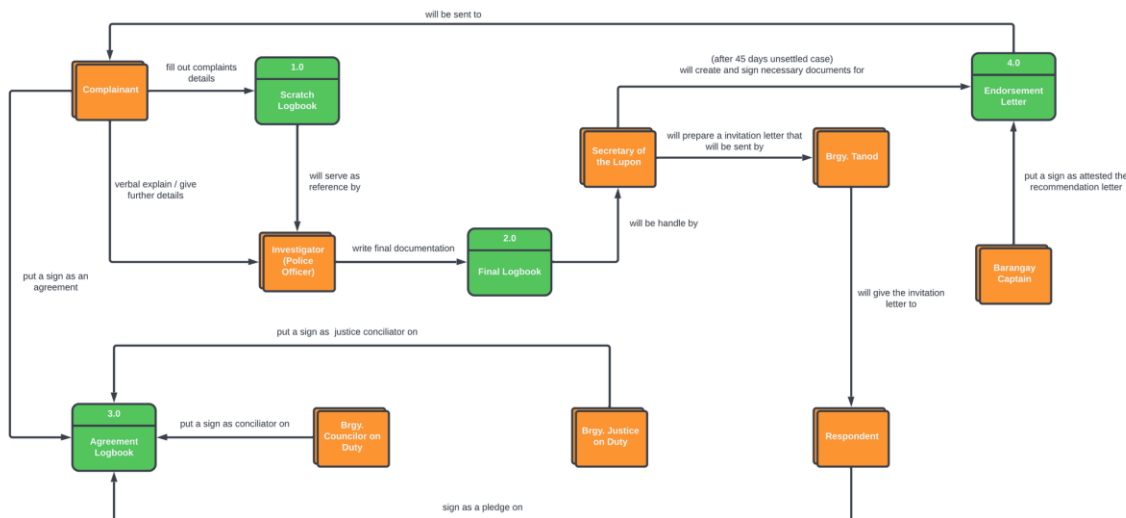 will be sent to
Complainant
fill out complaints
details
1.0
Scratch
Logbook
(after 45 days unsettled case)
will create and sign necessary documents for
4.0
Endorsement
Letter
Secretary of
the Lupon
will prepare a invitation letter that
will be sent by
Brgy. Tanod
verbal explain / give
further details
will serve as
reference by
put a sign as attested the
recommendation letter
will be handle by
Investigator
(Police
Officer)
write final documentation
2.0
Final Logbook
Barangay
Captain
put a sign as an
agreement
will give the invitation
letter to
put a sign as justice conciliator on
3.0
Agreement
Logbook
put a sign as conciliator on
Brgy.
Councilor on
Duty
Brgy. Justice
on Duty
Respondent
sign as a pledge on